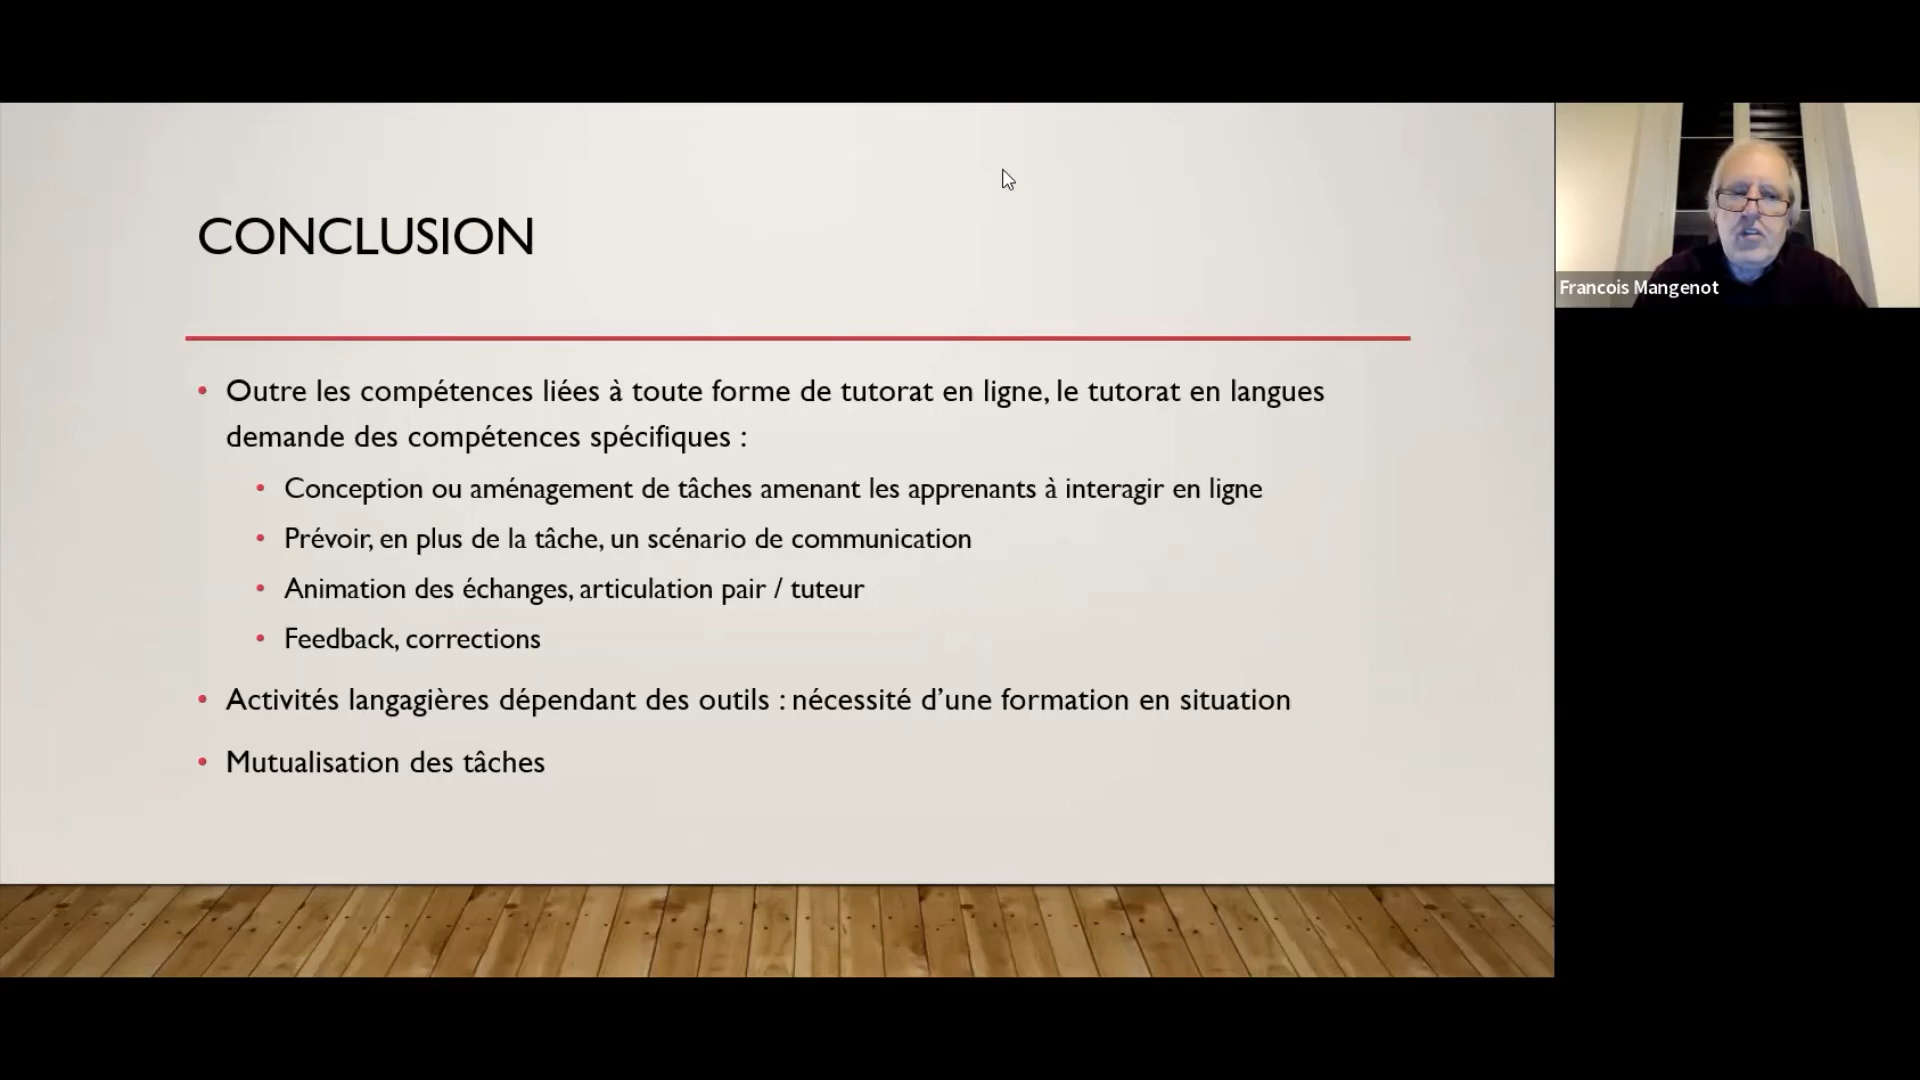 CONCLUSION
• Outre les compétences liées à toute forme de tutorat en ligne, le tutorat en langues
demande des compétences spécifiques :
• Conception ou aménagement de tâches amenant les apprenants à interagir en ligne
• Prévoir, en plus de la tâche, un scénario de communication
• Animation des échanges, articulation pair / tuteur
• Feedback, corrections
• Activités langagières dépendant des outils : nécessité d’une formation en situation
• Mutualisation des tâches
Francois Mangenot